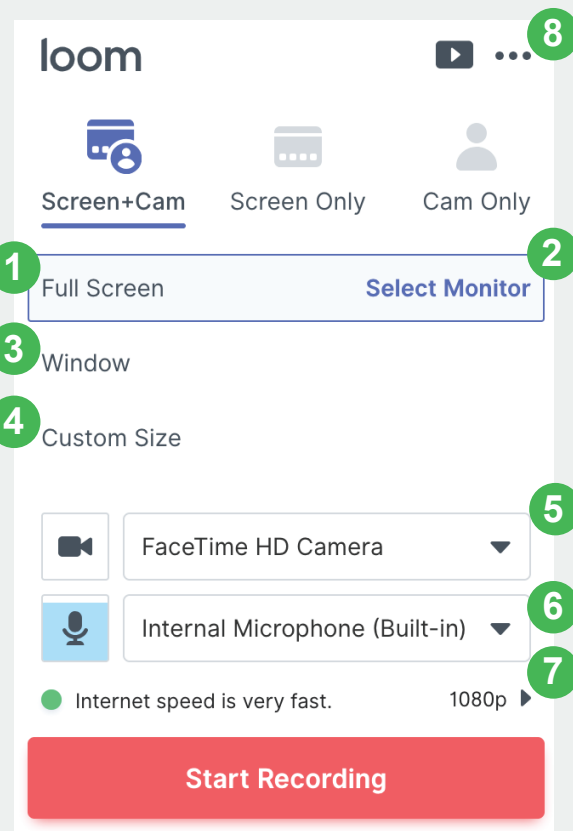 loom
8
Screen+Cam Screen Only Cam Only
1
2
Full Screen Select Monitor
3
Window
4
Custom Size
5
FaceTime HD Camera
6
Internal Microphone (Built-in)
7
Internet speed is very fast. 1080p
Start Recording